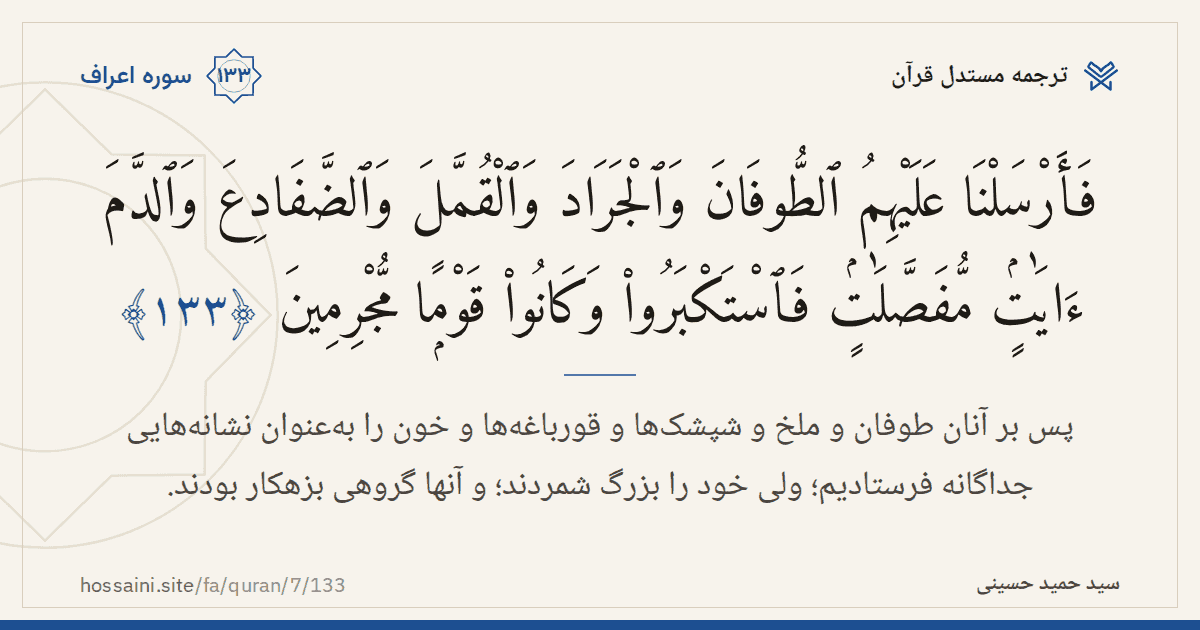 ترجمه مستدل قرآن
۱۳۳ سوره اعراف
فَأَرْسَلْنَا عَلَيْهِمُ ٱلطُّوفَانَ وَٱلْجَرَادَ وَٱلْقُمَّلَ وَٱلضَّفَادِعَ وَٱلدَّمَ
ءَايَٰتٍۢ مُّفَصَّلَٰتٍۢ فَٱسْتَكْبَرُوا۟ وَكَانُوا۟ قَوْمًۭا مُّجْرِمِينَ ﴿۱۳۳﴾
پس بر آنان طوفان و ملخ و شپشک‌ها و قورباغه‌ها و خون را به‌عنوان نشانه‌هایی
جداگانه فرستادیم؛ ولی خود را بزرگ شمردند؛ و آنها گروهی بزهکار بودند.
سید حمید حسینی
hossaini.site/fa/quran/7/133